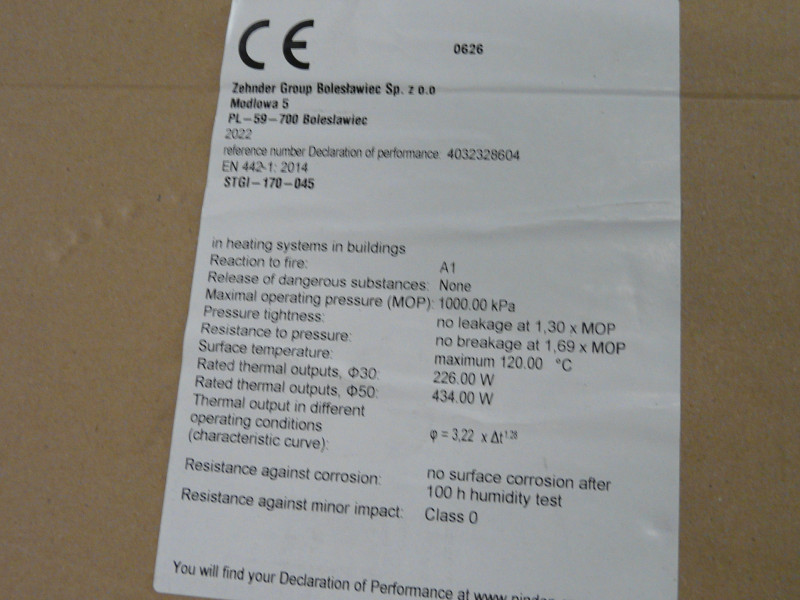 CE 0626
Zehnder Group Bolesławiec Sp. z o.o
Modlowa 5
PL-59-700 Boleslawiec
2022
reference number Declaration of performance: 4032328604
EN 442-1: 2014
STGI-170-045
in heating systems in buildings
Reaction to fire: A1
Release of dangerous substances: None
Maximal operating pressure (MOP): 1000.00 kPa
Pressure tightness: no leakage at 1,30 x MOP
Resistance to pressure: no breakage at 1,69 x MOP
Surface temperature: maximum 120.00 °C
Rated thermal outputs, Φ30: 226.00 W
Rated thermal outputs, Φ50: 434.00 W
Thermal output in different
operating conditions
(characteristic curve): φ = 3,22 x Δt¹·²⁸
Resistance against corrosion: no surface corrosion after
100 h humidity test
Resistance against minor impact: Class 0
You will find your Declaration of Performance at